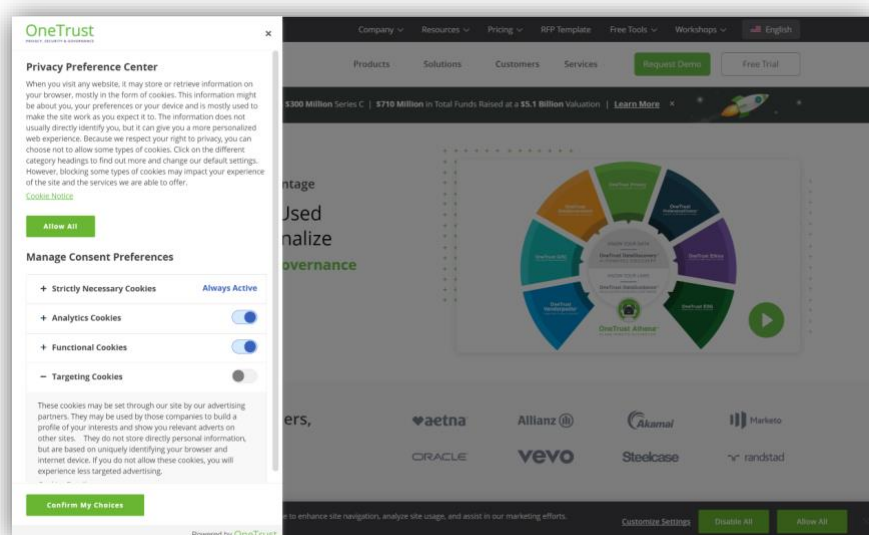 OneTrust
PRIVACY, SECURITY & GOVERNANCE
×
Privacy Preference Center
When you visit any website, it may store or retrieve information on
your browser, mostly in the form of cookies. This information might
be about you, your preferences or your device and is mostly used to
make the site work as you expect it to. The information does not
usually directly identify you, but it can give you a more personalized
web experience. Because we respect your right to privacy, you can
choose not to allow some types of cookies. Click on the different
category headings to find out more and change our default settings.
However, blocking some types of cookies may impact your experience
of the site and the services we are able to offer.
Cookie Notice
Allow All
Manage Consent Preferences
+ Strictly Necessary Cookies Always Active
+ Analytics Cookies
+ Functional Cookies
− Targeting Cookies
These cookies may be set through our site by our advertising
partners. They may be used by those companies to build a
profile of your interests and show you relevant adverts on
other sites. They do not store directly personal information,
but are based on uniquely identifying your browser and
internet device. If you do not allow these cookies, you will
experience less targeted advertising.
Confirm My Choices
Powered by OneTrust
Company Resources Pricing RFP Template Free Tools Workshops English
Products Solutions Customers Services Request Demo Free Trial
$300 Million Series C | $710 Million in Total Funds Raised at a $5.1 Billion Valuation | Learn More ×
ntage
Used
nalize
overnance
OneTrust Privacy
OneTrust Ethics
OneTrust ESG
OneTrust GRC
OneTrust DataDiscovery
OneTrust Athena
ers,
aetna Allianz Akamai Marketo
ORACLE vevo Steelcase randstad
e to enhance site navigation, analyze site usage, and assist in our marketing efforts.
Customize Settings Disable All Allow All